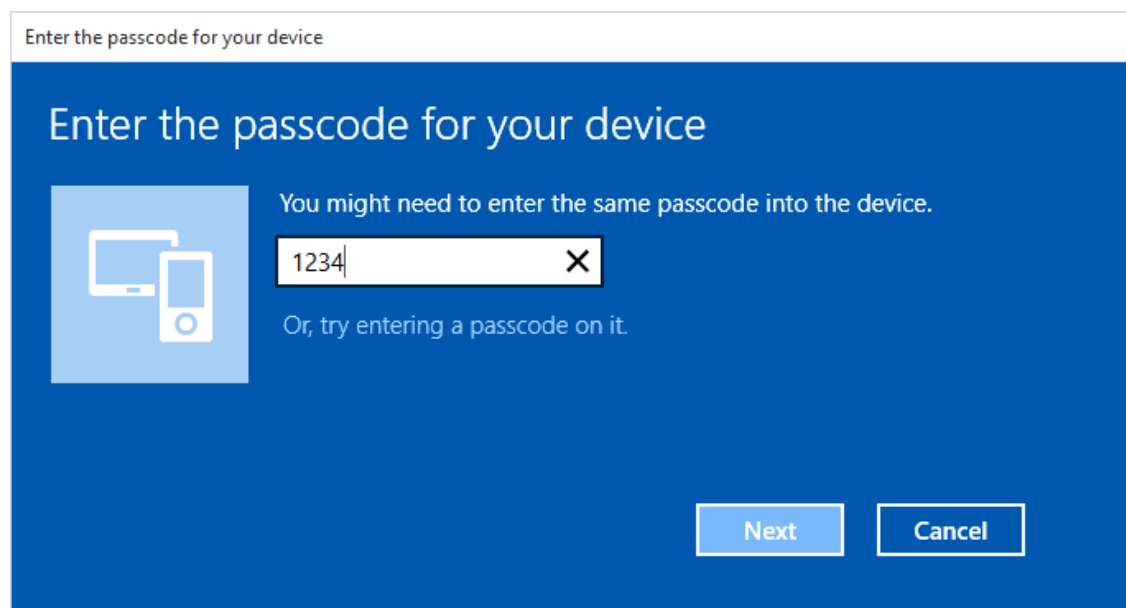 Enter the passcode for your device
Enter the passcode for your device
You might need to enter the same passcode into the device.
1234
Or, try entering a passcode on it.
Next
Cancel